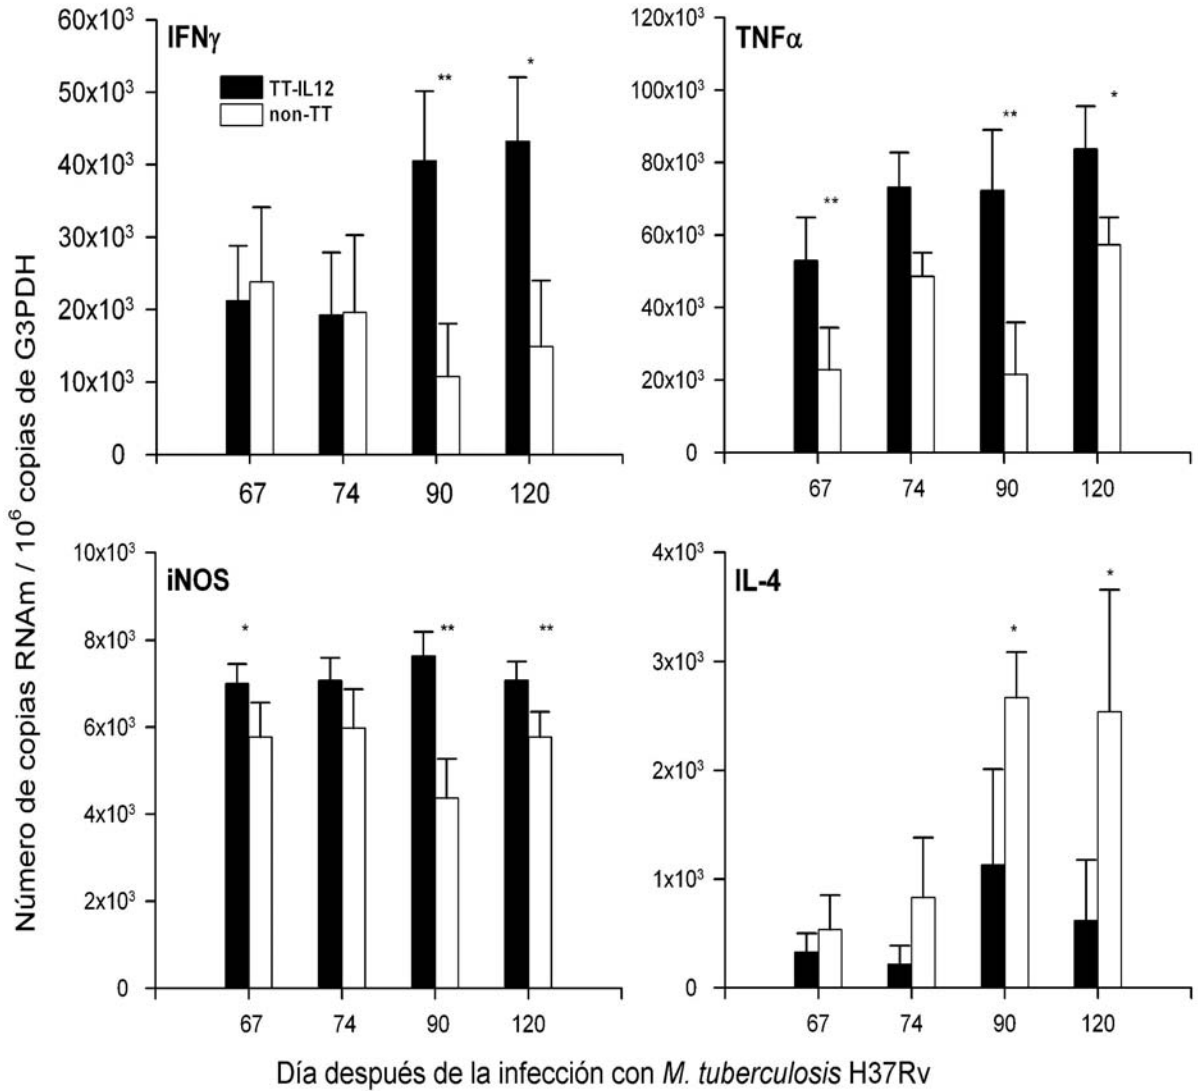 Número de copias RNAm / 10⁶ copias de G3PDH
IFNγ
60x10³
50x10³
40x10³
30x10³
20x10³
10x10³
0
TT-IL12
non-TT
**
*
67 74 90 120
TNFα
120x10³
100x10³
80x10³
60x10³
40x10³
20x10³
0
**
**
*
67 74 90 120
iNOS
10x10³
8x10³
6x10³
4x10³
2x10³
0
*
**
**
67 74 90 120
IL-4
4x10³
3x10³
2x10³
1x10³
0
*
*
67 74 90 120
Día después de la infección con M. tuberculosis H37Rv